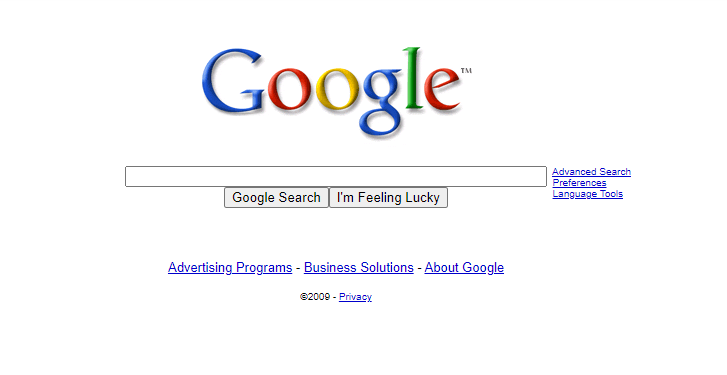 Google™
Advanced Search
Preferences
Language Tools
Google Search I'm Feeling Lucky
Advertising Programs - Business Solutions - About Google
©2009 - Privacy